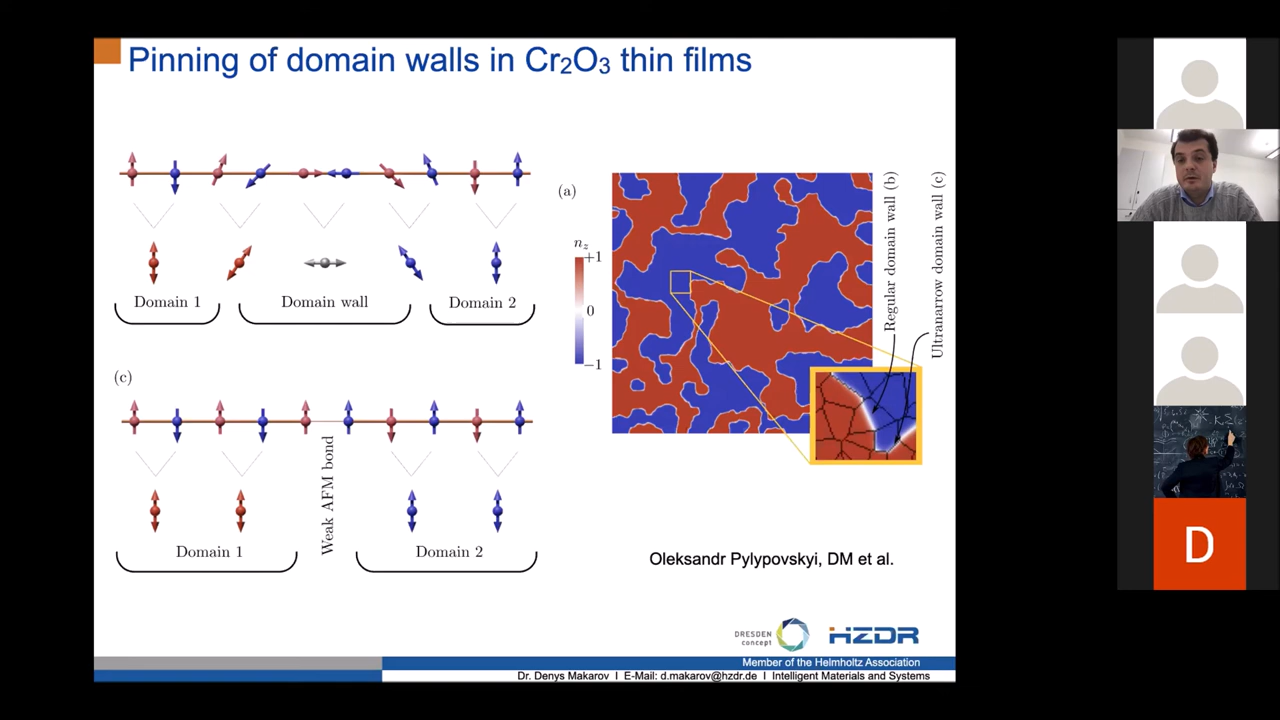 Pinning of domain walls in Cr₂O₃ thin films
Domain 1
Domain wall
Domain 2
(c)
Weak AFM bond
Domain 1
Domain 2
(a)
n_z
+1
0
−1
Regular domain wall (b)
Ultranarrow domain wall (c)
Oleksandr Pylypovskyi, DM et al.
DRESDEN
concept
HZDR
Member of the Helmholtz Association
Dr. Denys Makarov I E-Mail: d.makarov@hzdr.de I Intelligent Materials and Systems
D